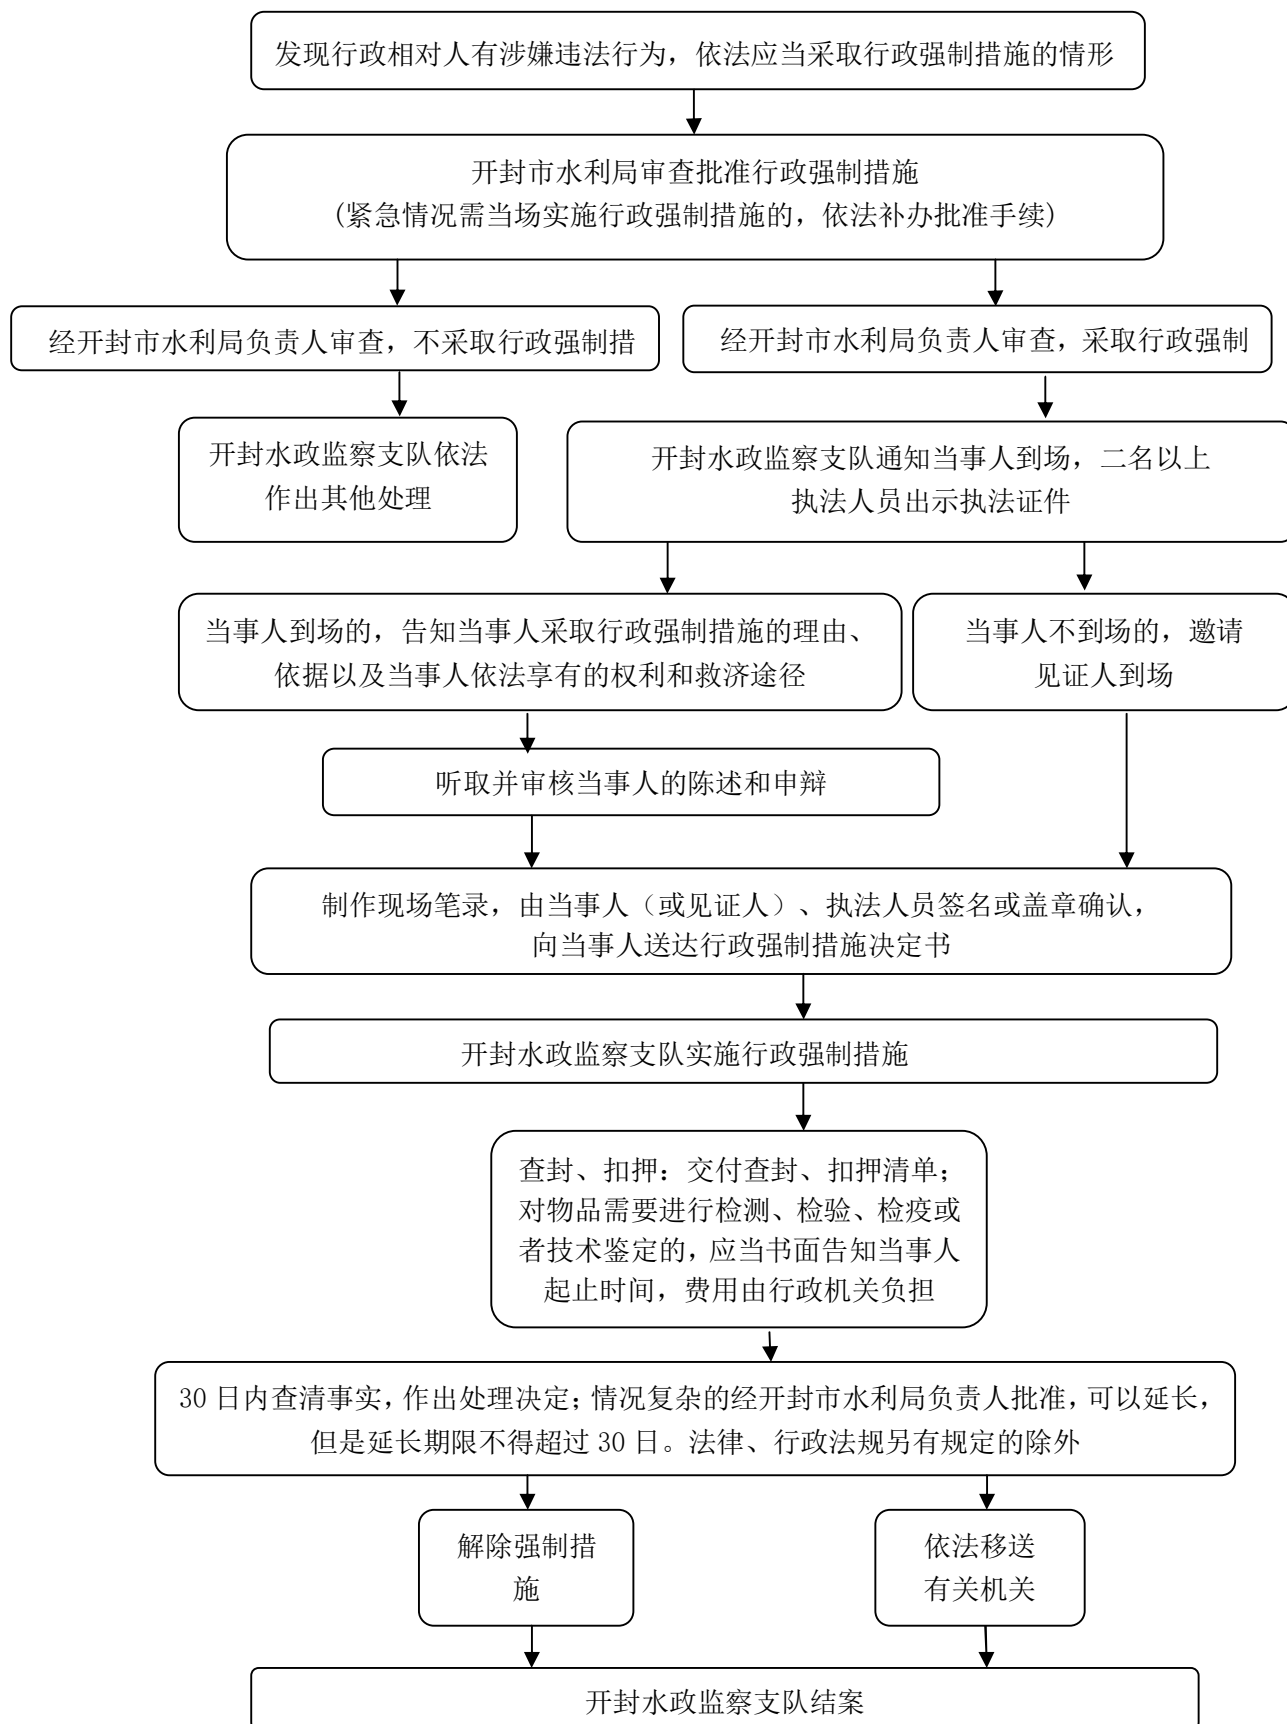 发现行政相对人有涉嫌违法行为，依法应当采取行政强制措施的情形
开封市水利局审查批准行政强制措施
(紧急情况需当场实施行政强制措施的，依法补办批准手续)
经开封市水利局负责人审查，不采取行政强制措
经开封市水利局负责人审查，采取行政强制
开封水政监察支队依法
作出其他处理
开封水政监察支队通知当事人到场，二名以上
执法人员出示执法证件
当事人到场的，告知当事人采取行政强制措施的理由、
依据以及当事人依法享有的权利和救济途径
当事人不到场的，邀请
见证人到场
听取并审核当事人的陈述和申辩
制作现场笔录，由当事人（或见证人）、执法人员签名或盖章确认，
向当事人送达行政强制措施决定书
开封水政监察支队实施行政强制措施
查封、扣押：交付查封、扣押清单；
对物品需要进行检测、检验、检疫或
者技术鉴定的，应当书面告知当事人
起止时间，费用由行政机关负担
30 日内查清事实，作出处理决定；情况复杂的经开封市水利局负责人批准，可以延长，
但是延长期限不得超过 30 日。法律、行政法规另有规定的除外
解除强制措
施
依法移送
有关机关
开封水政监察支队结案